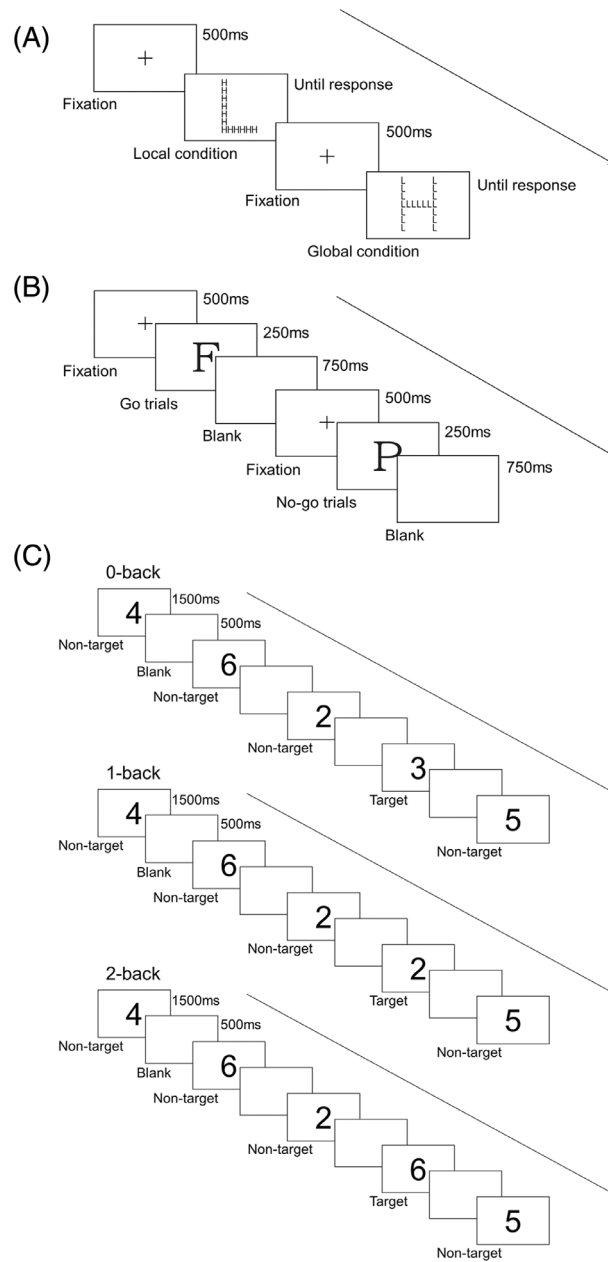 (A)
500ms
Fixation
Until response
H
H
H
H
H
H
HHHHHH
Local condition
500ms
Fixation
Until response
L L
L L
L L
LLLLLLL
L L
L L
L L
Global condition
(B)
500ms
Fixation
250ms
F
Go trials
750ms
Blank
500ms
Fixation
250ms
P
No-go trials
750ms
Blank
(C)
0-back
4
1500ms
Non-target
500ms
Blank
6
Non-target
2
Non-target
3
Target
5
Non-target
1-back
4
1500ms
Non-target
500ms
Blank
6
Non-target
2
Non-target
2
Target
5
Non-target
2-back
4
1500ms
Non-target
500ms
Blank
6
Non-target
2
Non-target
6
Target
5
Non-target